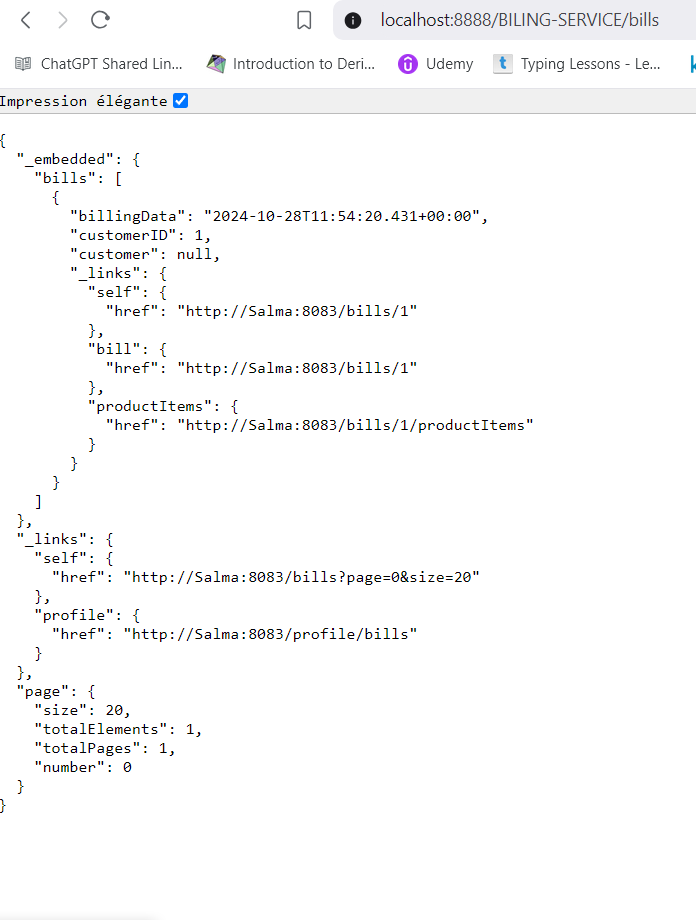 localhost:8888/BILING-SERVICE/bills
ChatGPT Shared Lin... Introduction to Deri... Udemy Typing Lessons - Le...
Impression élégante
{
  "_embedded": {
    "bills": [
      {
        "billingData": "2024-10-28T11:54:20.431+00:00",
        "customerID": 1,
        "customer": null,
        "_links": {
          "self": {
            "href": "http://Salma:8083/bills/1"
          },
          "bill": {
            "href": "http://Salma:8083/bills/1"
          },
          "productItems": {
            "href": "http://Salma:8083/bills/1/productItems"
          }
        }
      }
    ]
  },
  "_links": {
    "self": {
      "href": "http://Salma:8083/bills?page=0&size=20"
    },
    "profile": {
      "href": "http://Salma:8083/profile/bills"
    }
  },
  "page": {
    "size": 20,
    "totalElements": 1,
    "totalPages": 1,
    "number": 0
  }
}